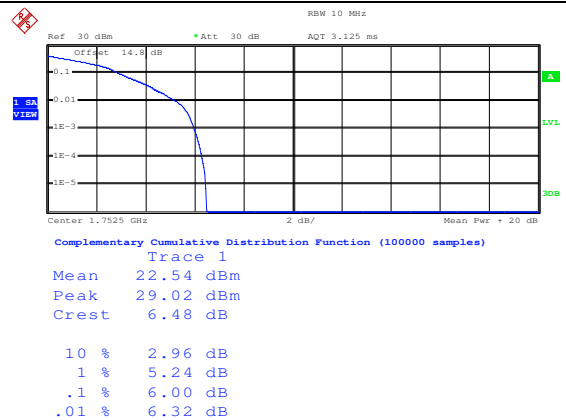 RBW 10 MHz
Ref 30 dBm *Att 30 dB AQT 3.125 ms
Offset 14.8 dB
0.1
A
0.01
1 SA
VIEW
1E-3
LVL
1E-4
1E-5
3DB
Center 1.7525 GHz 2 dB/ Mean Pwr + 20 dB
Complementary Cumulative Distribution Function (100000 samples)
Trace 1
Mean 22.54 dBm
Peak 29.02 dBm
Crest 6.48 dB
10 % 2.96 dB
1 % 5.24 dB
.1 % 6.00 dB
.01 % 6.32 dB